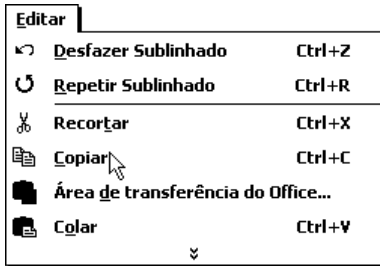 Editar
Desfazer Sublinhado Ctrl+Z
Repetir Sublinhado Ctrl+R
Recortar Ctrl+X
Copiar Ctrl+C
Área de transferência do Office...
Colar Ctrl+V